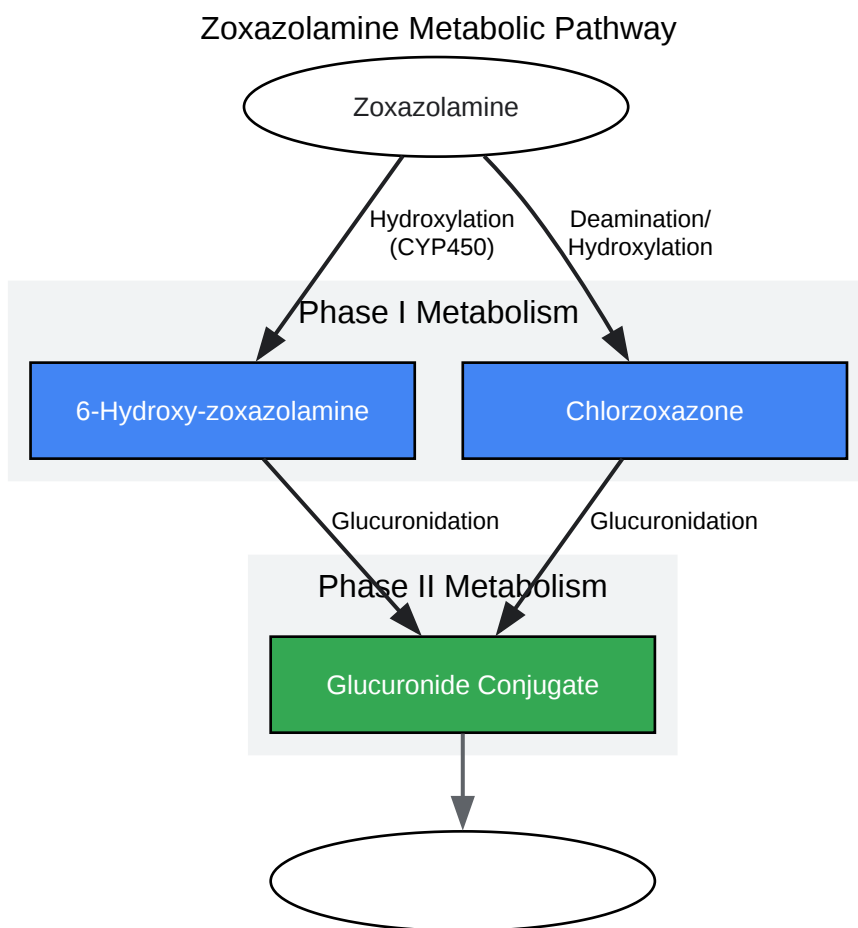 Zoxazolamine Metabolic Pathway
Zoxazolamine
Hydroxylation
(CYP450)
Deamination/
Hydroxylation
Phase I Metabolism
6-Hydroxy-zoxazolamine
Chlorzoxazone
Glucuronidation
Glucuronidation
Phase II Metabolism
Glucuronide Conjugate